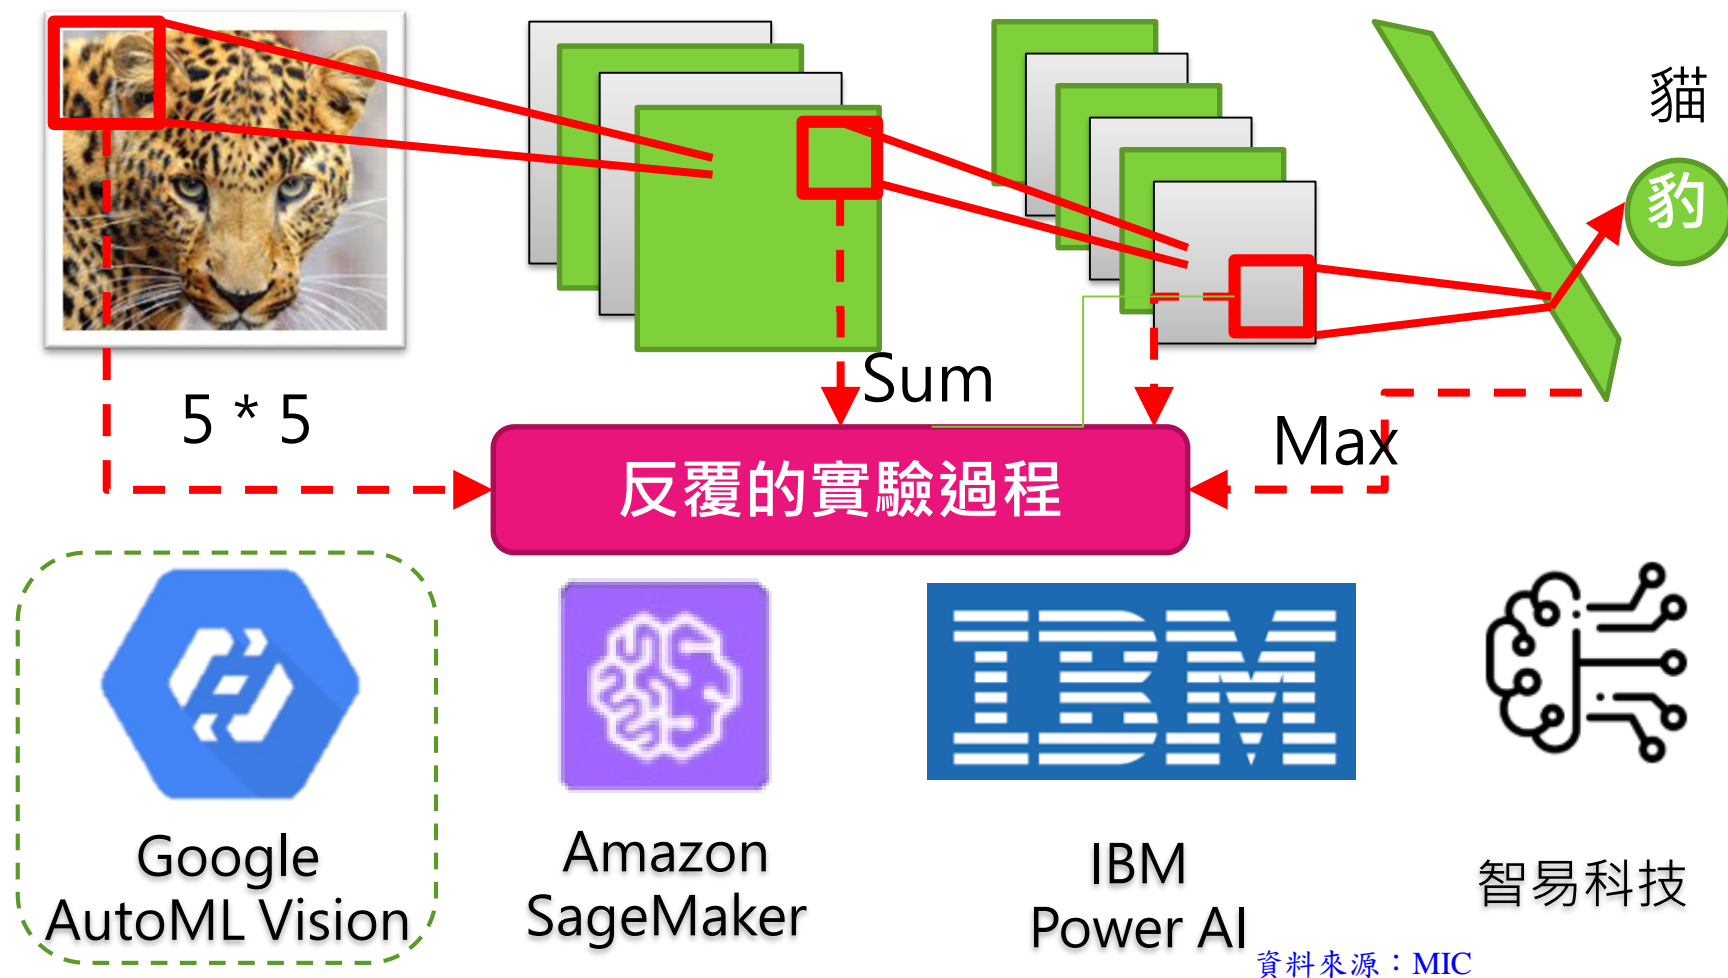 貓
豹
Sum
5 * 5
Max
反覆的實驗過程
IBM
Google
AutoML Vision
Amazon
SageMaker
IBM
Power AI
智易科技
資料來源：MIC